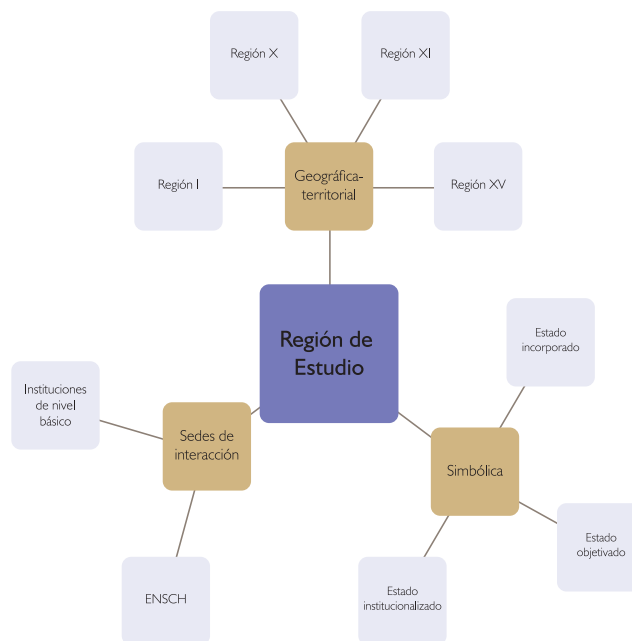 Región X
Región XI
Región I
Geográfica-
territorial
Región XV
Región de
Estudio
Estado
incorporado
Instituciones
de nivel
básico
Sedes de
interacción
Simbólica
Estado
objetivado
ENSCH
Estado
institucionalizado